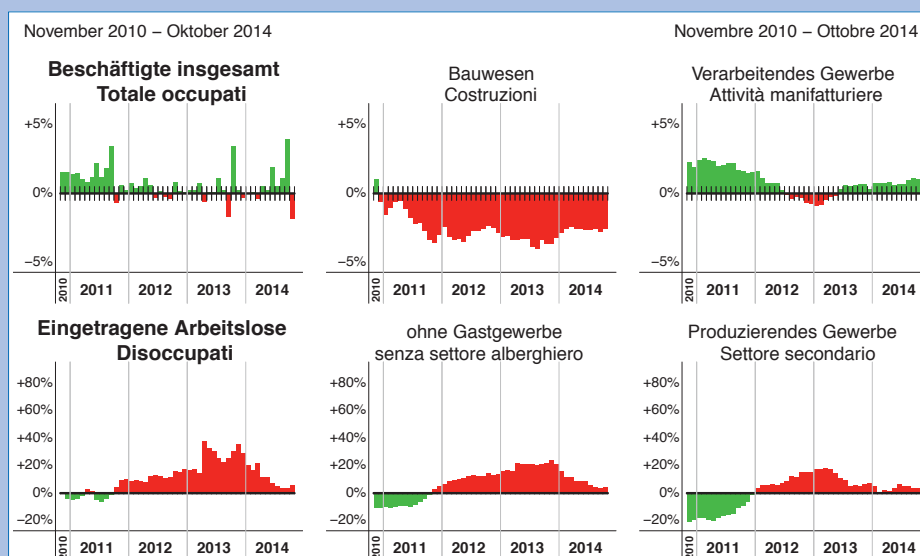 November 2010 – Oktober 2014
Novembre 2010 – Ottobre 2014
Beschäftigte insgesamt
Totale occupati
+5%
0%
–5%
2010 2011 2012 2013 2014
Bauwesen
Costruzioni
+5%
0%
–5%
2010 2011 2012 2013 2014
Verarbeitendes Gewerbe
Attività manifatturiere
+5%
0%
–5%
2010 2011 2012 2013 2014
Eingetragene Arbeitslose
Disoccupati
+80%
+60%
+40%
+20%
0%
–20%
2010 2011 2012 2013 2014
ohne Gastgewerbe
senza settore alberghiero
+80%
+60%
+40%
+20%
0%
–20%
2010 2011 2012 2013 2014
Produzierendes Gewerbe
Settore secondario
+80%
+60%
+40%
+20%
0%
–20%
2010 2011 2012 2013 2014